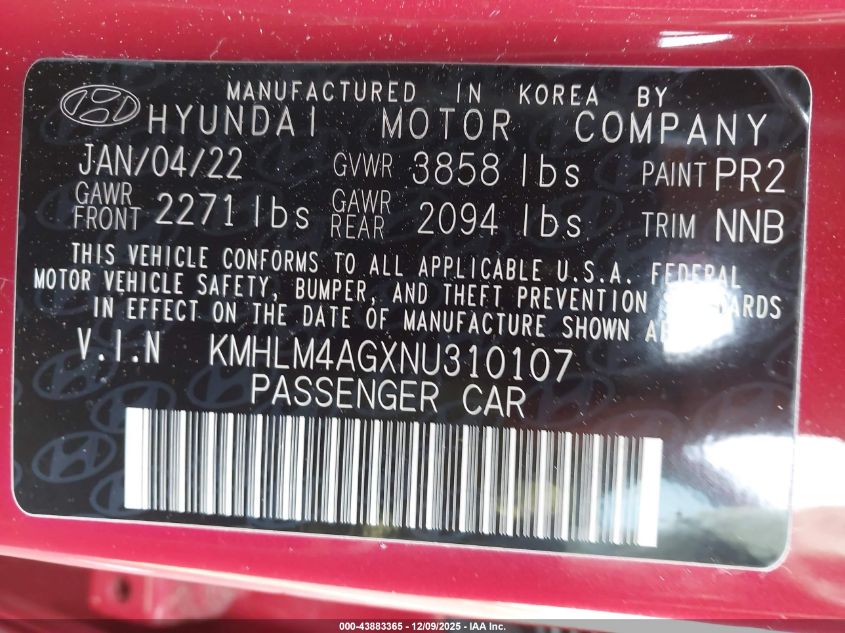 MANUFACTURED IN KOREA BY
HYUNDAI MOTOR COMPANY
JAN/04/22 GVWR 3858 lbs PAINT PR2
GAWR FRONT 2271 lbs GAWR REAR 2094 lbs TRIM NNB
THIS VEHICLE CONFORMS TO ALL APPLICABLE U.S.A. FEDERAL
MOTOR VEHICLE SAFETY, BUMPER, AND THEFT PREVENTION
IN EFFECT ON THE DATE OF MANUFACTURE SHOWN
V.I.N KMHLM4AGXNU310107
PASSENGER CAR
000-43883365 - 12/09/2025 - IAA Inc.